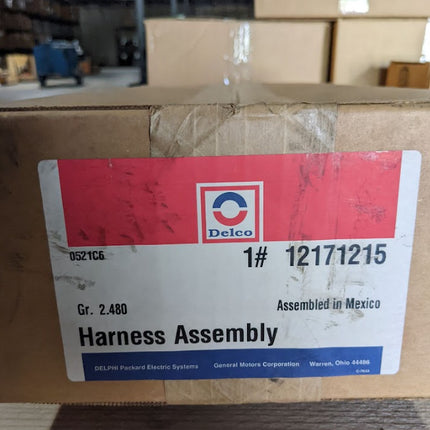 Delco
0521C6
1# 12171215
Gr. 2.480
Assembled in Mexico
Harness Assembly
DELPHI Packard Electric Systems General Motors Corporation Warren, Ohio 44486